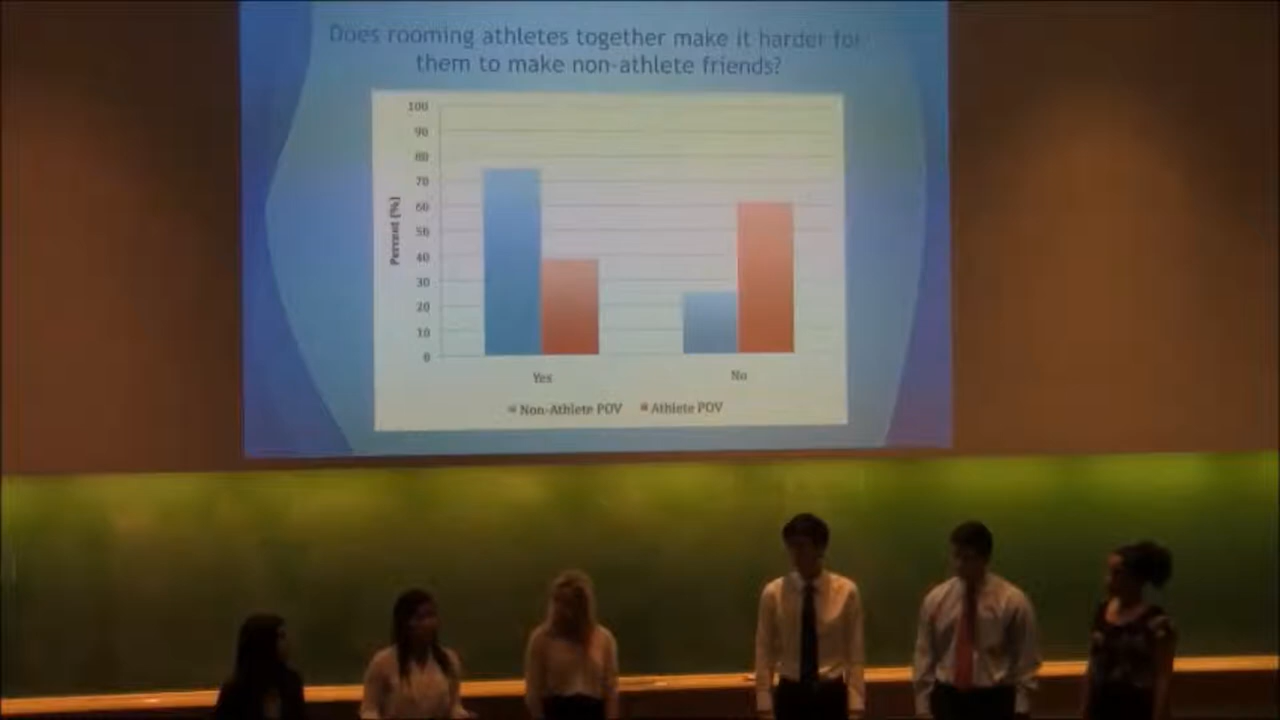 Does rooming athletes together make it harder for
them to make non-athlete friends?
100
90
80
70
60
50
40
30
20
10
0
Percent (%)
Yes
No
Non-Athlete POV
Athlete POV